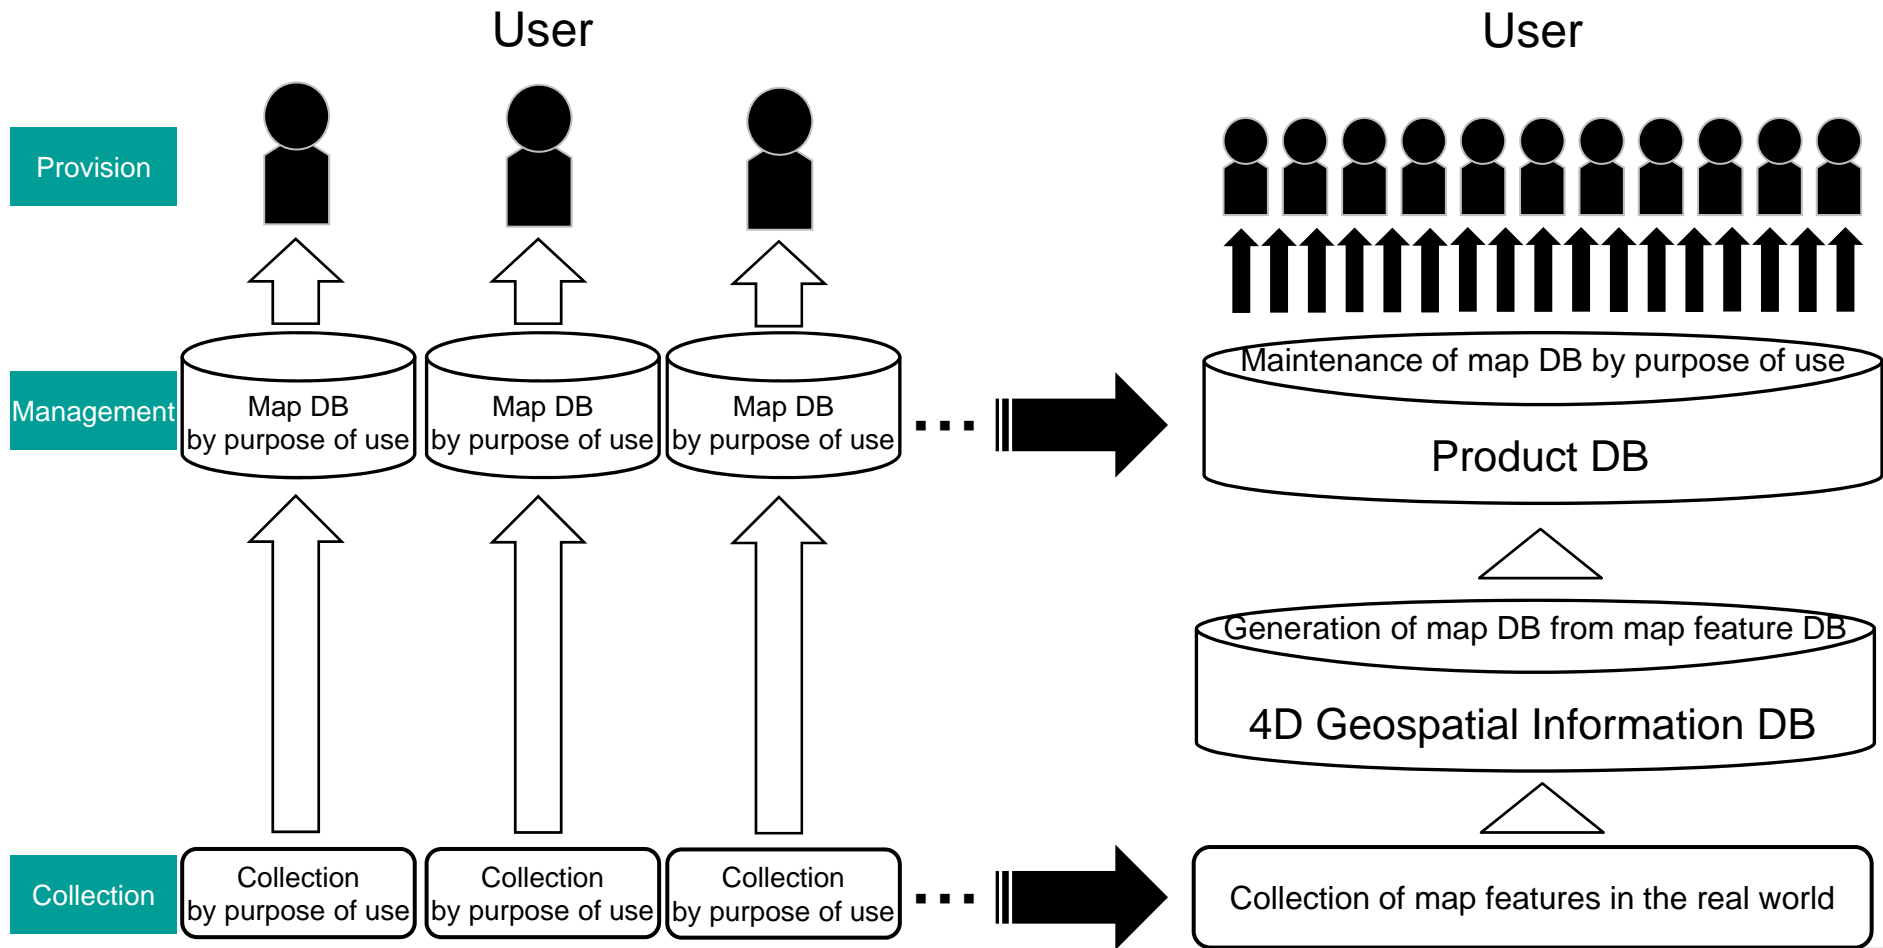 User
User
Provision
Management
Map DB
by purpose of use
Map DB
by purpose of use
Map DB
by purpose of use
...
Maintenance of map DB by purpose of use
Product DB
Generation of map DB from map feature DB
4D Geospatial Information DB
Collection
Collection
by purpose of use
Collection
by purpose of use
Collection
by purpose of use
...
Collection of map features in the real world